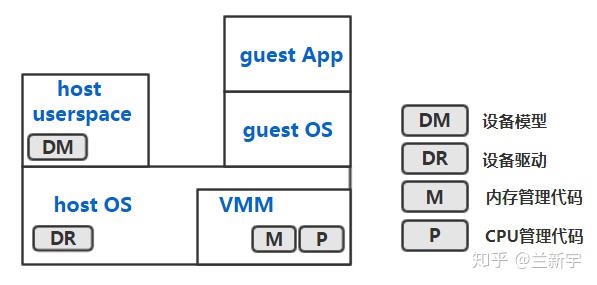 guest App
host
userspace
guest OS
DM
host OS
VMM
DR
M
P
DM 设备模型
DR 设备驱动
M 内存管理代码
P CPU管理代码
知乎 @兰新宇